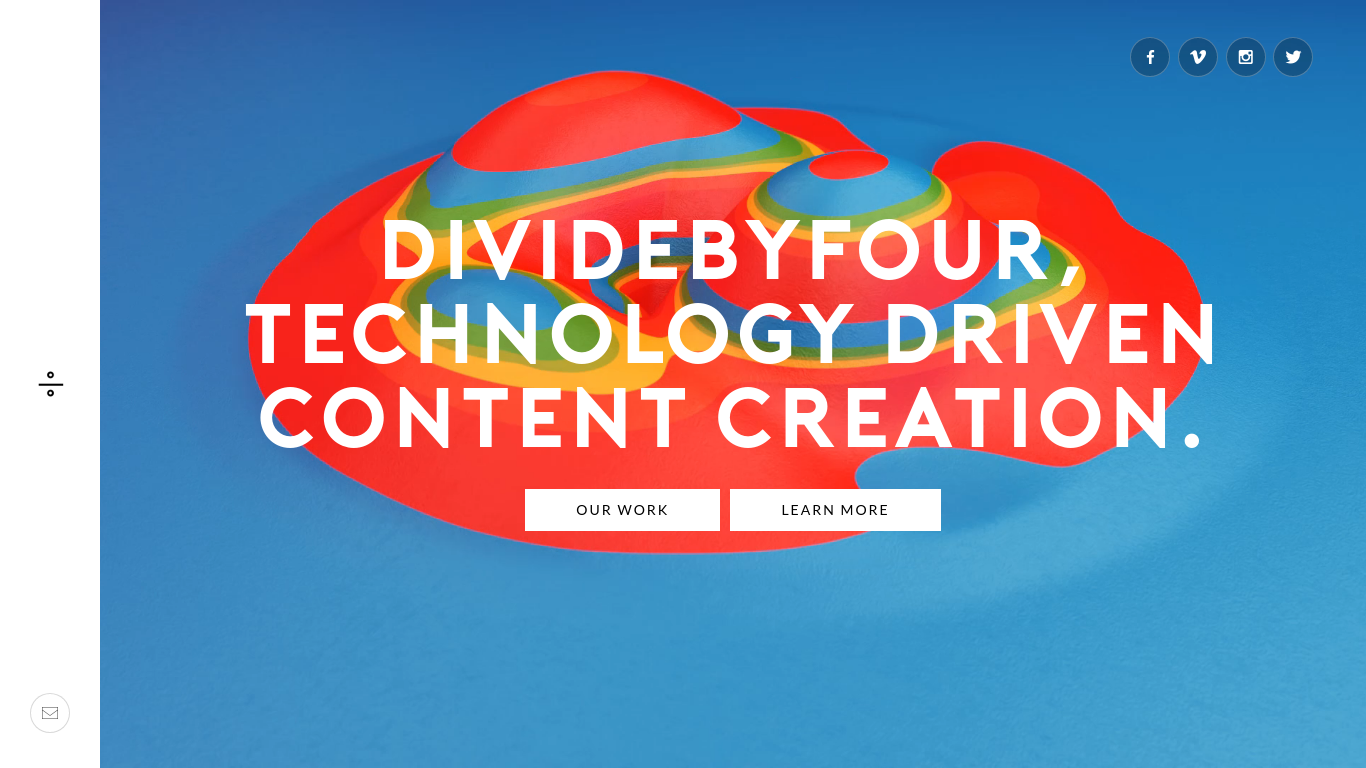 DIVIDEBYFOUR,
TECHNOLOGY DRIVEN
CONTENT CREATION.
OUR WORK
LEARN MORE